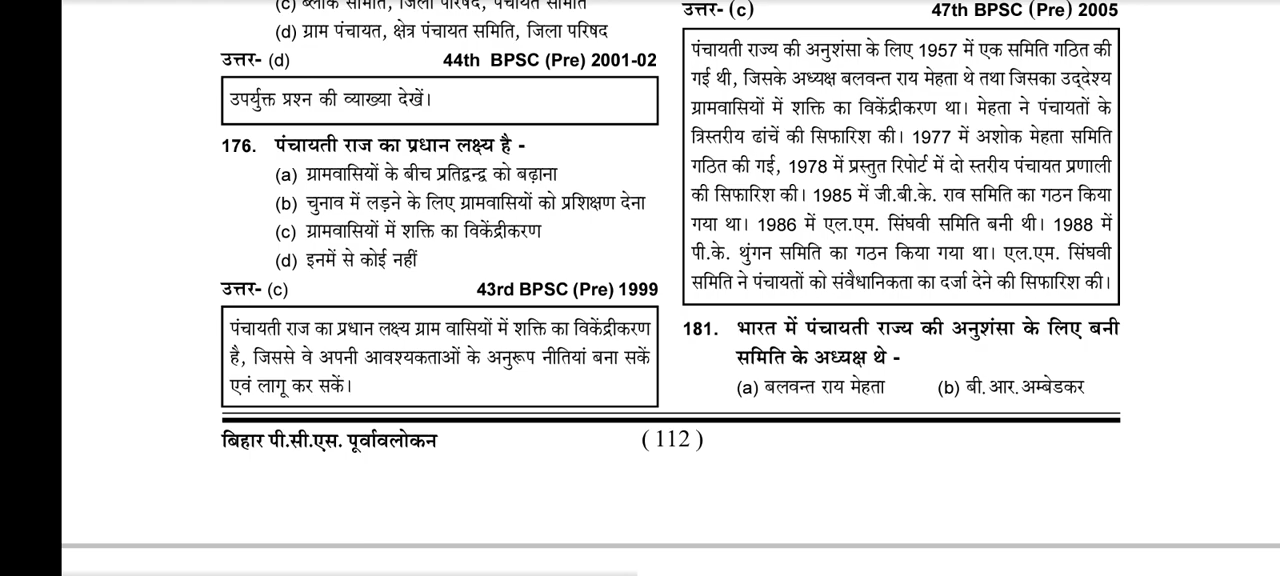 (c) ब्लॉक समिति, जिला परिषद, पंचायत समिति
(d) ग्राम पंचायत, क्षेत्र पंचायत समिति, जिला परिषद
उत्तर- (d) 44th BPSC (Pre) 2001-02
उपर्युक्त प्रश्न की व्याख्या देखें।
176. पंचायती राज का प्रधान लक्ष्य है -
(a) ग्रामवासियों के बीच प्रतिद्वन्द्व को बढ़ाना
(b) चुनाव में लड़ने के लिए ग्रामवासियों को प्रशिक्षण देना
(c) ग्रामवासियों में शक्ति का विकेंद्रीकरण
(d) इनमें से कोई नहीं
उत्तर- (c) 43rd BPSC (Pre) 1999
पंचायती राज का प्रधान लक्ष्य ग्राम वासियों में शक्ति का विकेंद्रीकरण
है, जिससे वे अपनी आवश्यकताओं के अनुरूप नीतियां बना सकें
एवं लागू कर सकें।
उत्तर- (c) 47th BPSC (Pre) 2005
पंचायती राज्य की अनुशंसा के लिए 1957 में एक समिति गठित की
गई थी, जिसके अध्यक्ष बलवन्त राय मेहता थे तथा जिसका उद्देश्य
ग्रामवासियों में शक्ति का विकेंद्रीकरण था। मेहता ने पंचायतों के
त्रिस्तरीय ढांचें की सिफारिश की। 1977 में अशोक मेहता समिति
गठित की गई, 1978 में प्रस्तुत रिपोर्ट में दो स्तरीय पंचायत प्रणाली
की सिफारिश की। 1985 में जी.बी.के. राव समिति का गठन किया
गया था। 1986 में एल.एम. सिंघवी समिति बनी थी। 1988 में
पी.के. थुंगन समिति का गठन किया गया था। एल.एम. सिंघवी
समिति ने पंचायतों को संवैधानिकता का दर्जा देने की सिफारिश की।
181. भारत में पंचायती राज्य की अनुशंसा के लिए बनी
समिति के अध्यक्ष थे -
(a) बलवन्त राय मेहता (b) बी. आर. अम्बेडकर
बिहार पी.सी.एस. पूर्वावलोकन (112)